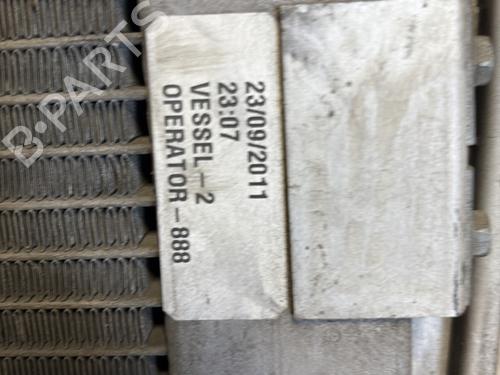 23/09/2011
23:07
VESSEL-2
OPERATOR-888
B-PARTS